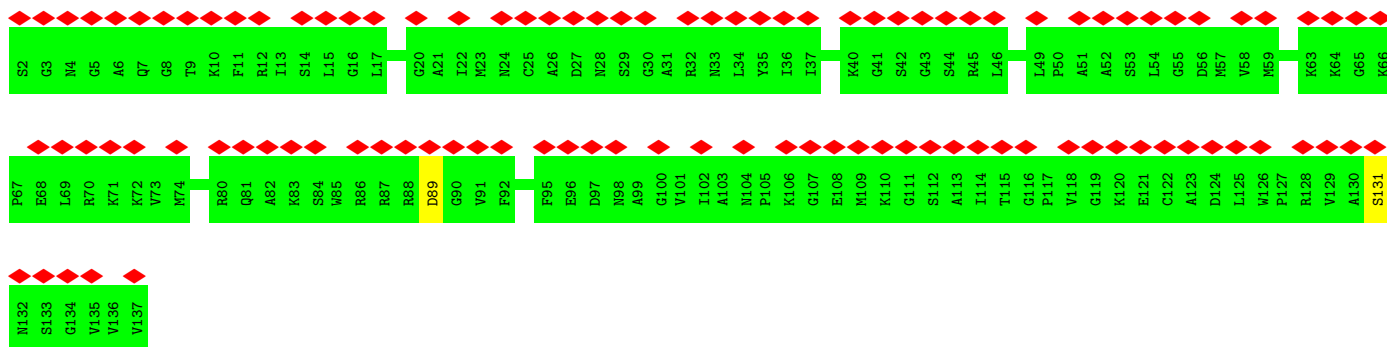 S2 G3 N4 G5 A6 Q7 G8 T9 K10 F11 R12 I13 S14 L15 G16 L17 G20 A21 I22 M23 N24 C25 A26 D27 N28 S29 G30 A31 R32 N33 L34 Y35 I36 I37 K40 G41 S42 G43 S44 R45 L46 L49 P50 A51 A52 S53 L54 G55 D56 M57 V58 M59 K63 K64 G65 K66
P67 E68 L69 R70 K71 K72 V73 M74 R80 Q81 A82 K83 S84 W85 R86 R87 R88 D89 G90 V91 F92 F95 E96 D97 N98 A99 G100 V101 I102 A103 N104 P105 K106 G107 E108 M109 K110 G111 S112 A113 I114 T115 G116 P117 V118 G119 K120 E121 C122 A123 D124 L125 W126 P127 R128 V129 A130 S131
N132 S133 G134 V135 V136 V137